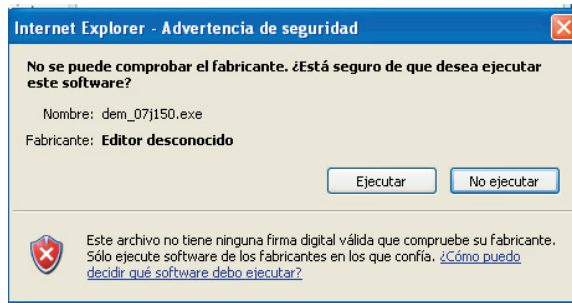 Internet Explorer - Advertencia de seguridad
No se puede comprobar el fabricante. ¿Está seguro de que desea ejecutar
este software?
Nombre: dem_07j150.exe
Fabricante: Editor desconocido
Ejecutar
No ejecutar
Este archivo no tiene ninguna firma digital válida que compruebe su fabricante.
Sólo ejecute software de los fabricantes en los que confía. ¿Cómo puedo
decidir qué software debo ejecutar?